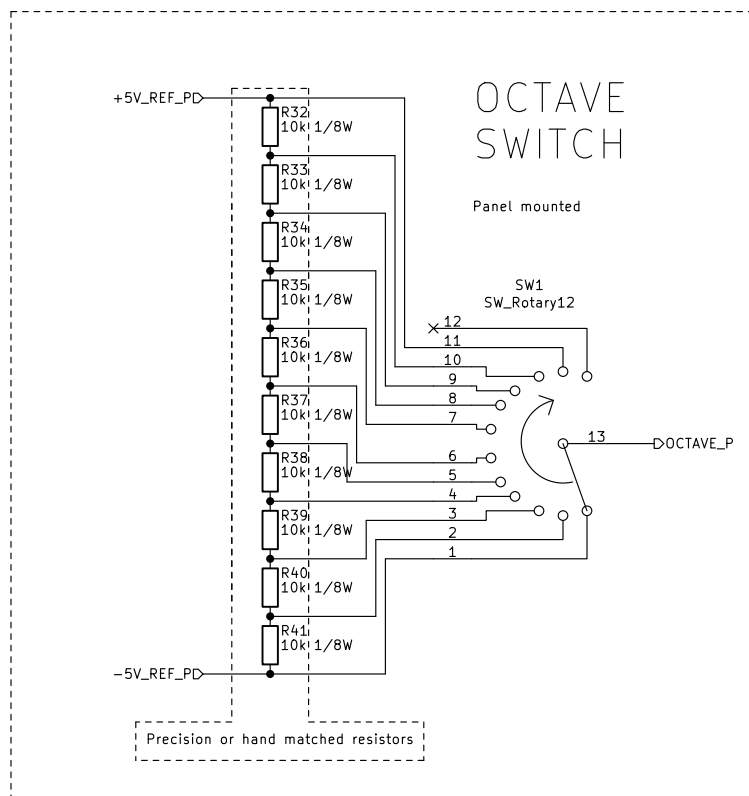 +5V_REF_P
OCTAVE
SWITCH
Panel mounted
R32
10k 1/8W
R33
10k 1/8W
R34
10k 1/8W
R35
10k 1/8W
R36
10k 1/8W
R37
10k 1/8W
R38
10k 1/8W
R39
10k 1/8W
R40
10k 1/8W
R41
10k 1/8W
-5V_REF_P
SW1
SW_Rotary12
12
11
10
9
8
7
6
5
4
3
2
1
13
OCTAVE_P
Precision or hand matched resistors